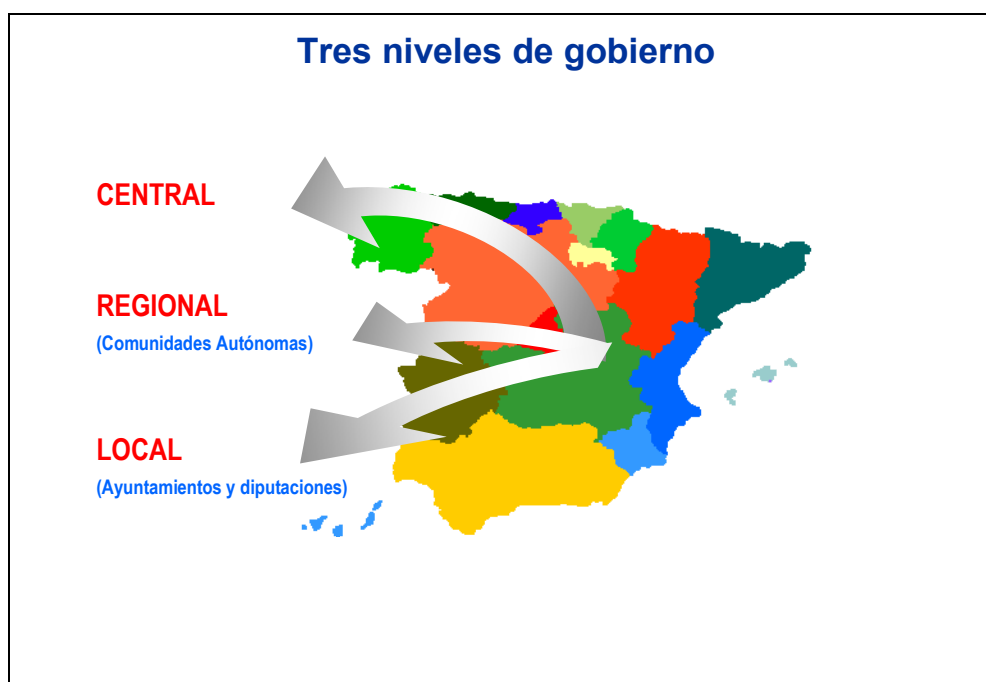 Tres niveles de gobierno
CENTRAL
REGIONAL
(Comunidades Autónomas)
LOCAL
(Ayuntamientos y diputaciones)